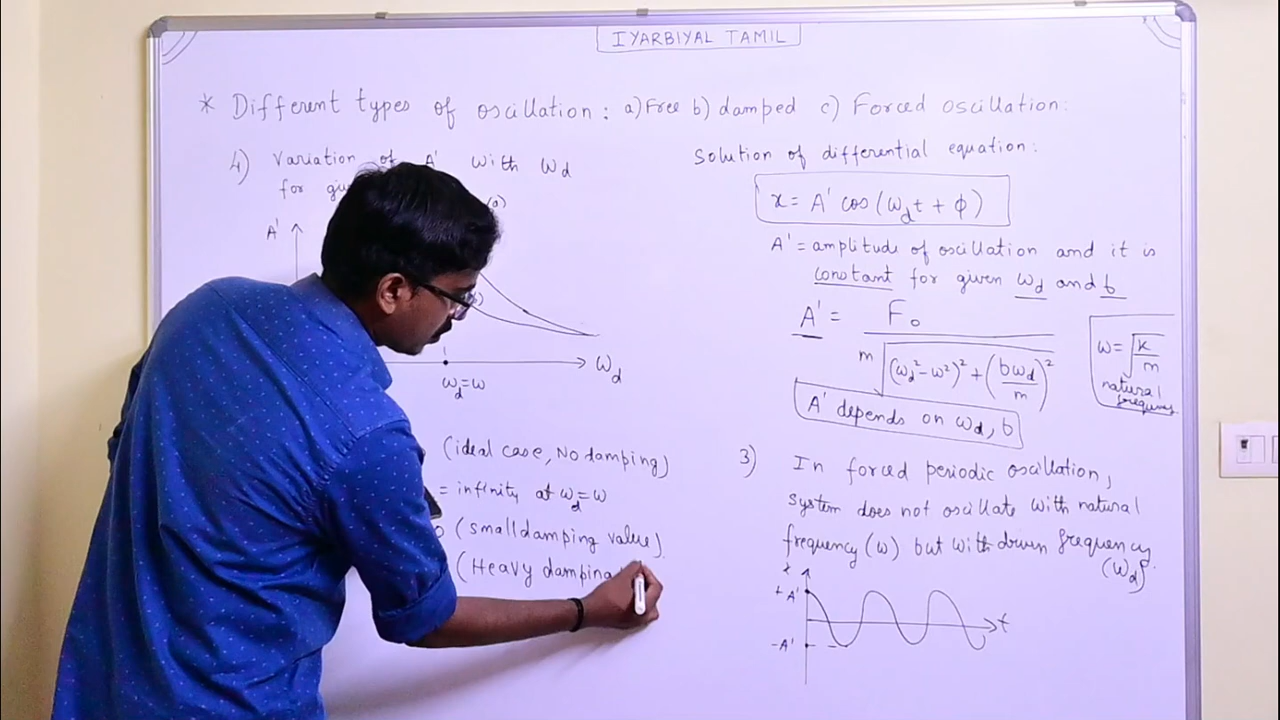 IYARBIYAL TAMIL
* Different types of oscillation: a) Free b) damped c) Forced oscillation:
4) Variation of A' with ωd
for
(a)
A'
ωd
ωd=ω
(ideal case, No damping)
= infinity at ωd=ω
(small damping value)
(Heavy damping
Solution of differential equation:
x = A' cos(ωdt + φ)
A' = amplitude of oscillation and it is
constant for given ωd and b
A' = F₀ / m√((ωd²-ω²)² + (bωd/m)²)
ω = √(K/m)
natural
frequency
A' depends on ωd, b
3) In forced periodic oscillation,
system does not oscillate with natural
frequency (ω) but with driven frequency
(ωd).
+A'
t
-A'